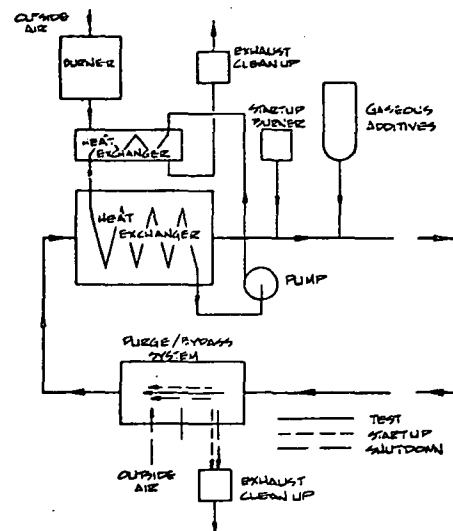 OUTSIDE
AIR
BURNER
EXHAUST
CLEAN UP
STARTUP
BURNER
GASEOUS
ADDITIVES
HEAT
EXCHANGER
HEAT
EXCHANGER
PUMP
PURGE/BYPASS
SYSTEM
TEST
STARTUP
SHUTDOWN
OUTSIDE
AIR
EXHAUST
CLEAN UP